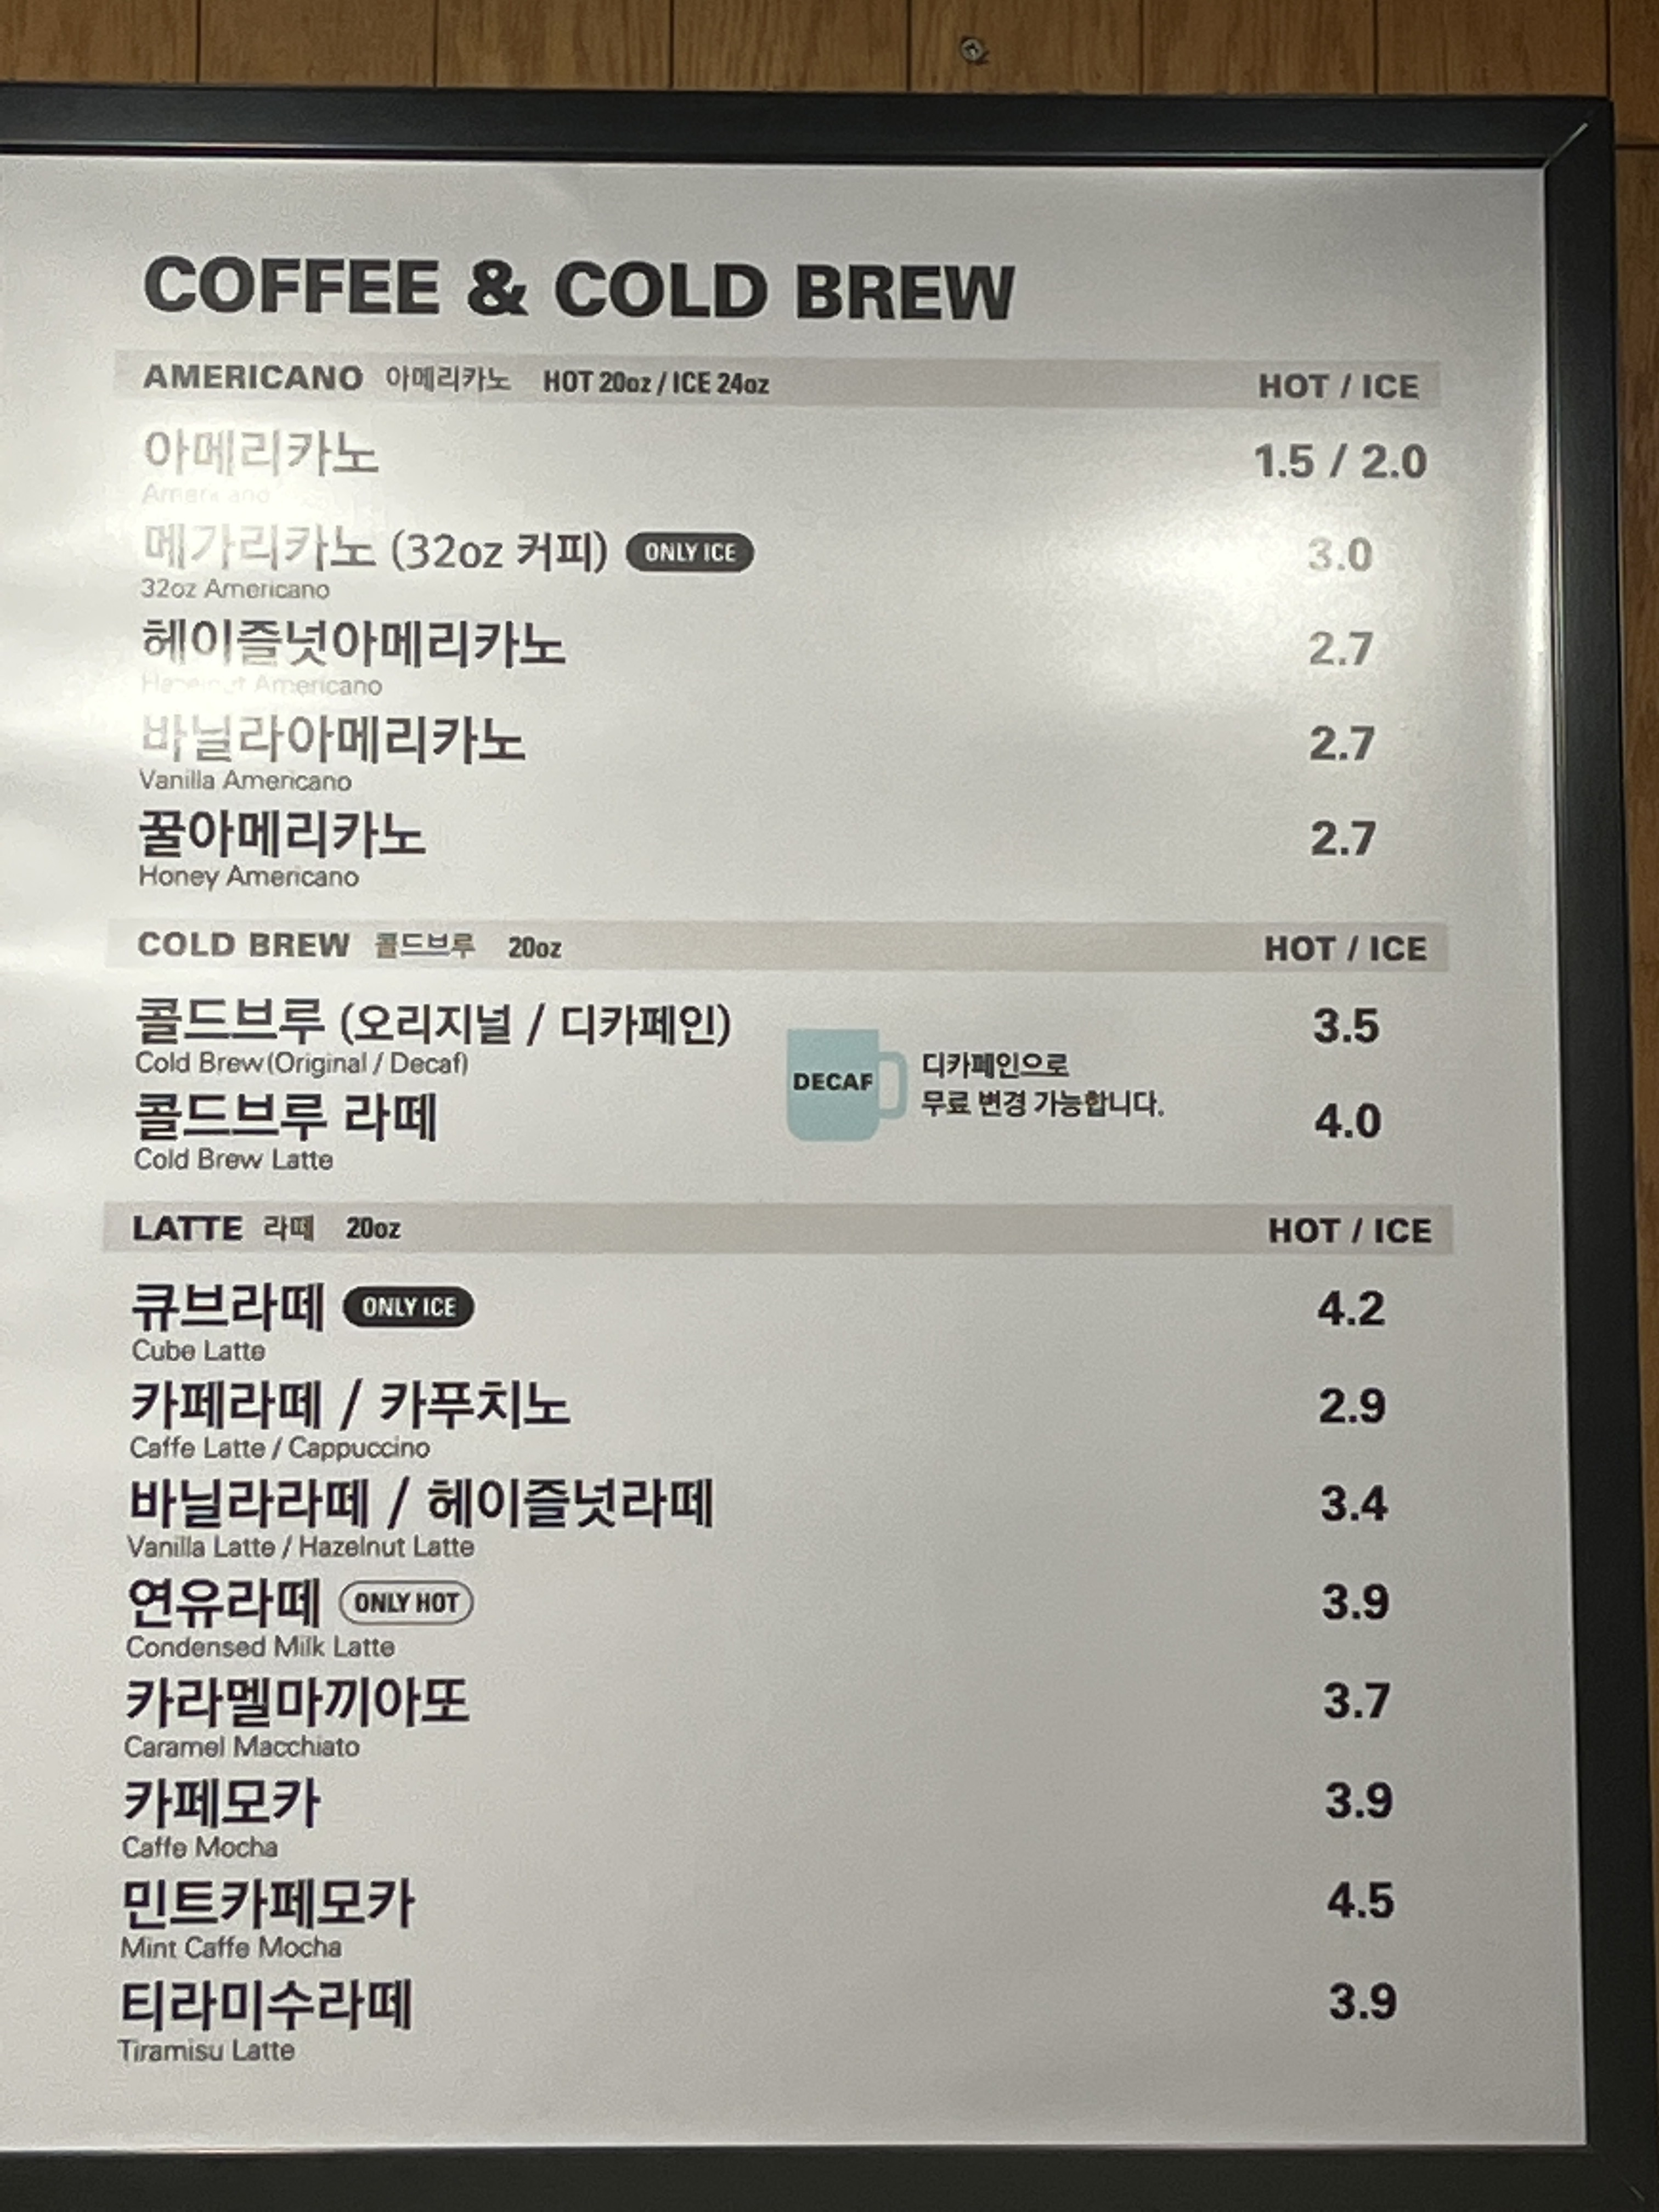 COFFEE & COLD BREW
AMERICANO 아메리카노 HOT 20oz / ICE 24oz HOT / ICE
아메리카노 1.5 / 2.0
Americano
메가리카노 (32oz 커피) ONLY ICE 3.0
32oz Americano
헤이즐넛아메리카노 2.7
Hazelnut Americano
바닐라아메리카노 2.7
Vanilla Americano
꿀아메리카노 2.7
Honey Americano
COLD BREW 콜드브루 20oz HOT / ICE
콜드브루 (오리지널 / 디카페인) 3.5
Cold Brew(Original / Decaf)
DECAF
디카페인으로
무료 변경 가능합니다.
콜드브루 라떼 4.0
Cold Brew Latte
LATTE 라떼 20oz HOT / ICE
큐브라떼 ONLY ICE 4.2
Cube Latte
카페라떼 / 카푸치노 2.9
Caffe Latte / Cappuccino
바닐라라떼 / 헤이즐넛라떼 3.4
Vanilla Latte / Hazelnut Latte
연유라떼 ONLY HOT 3.9
Condensed Milk Latte
카라멜마끼아또 3.7
Caramel Macchiato
카페모카 3.9
Caffe Mocha
민트카페모카 4.5
Mint Caffe Mocha
티라미수라떼 3.9
Tiramisu Latte